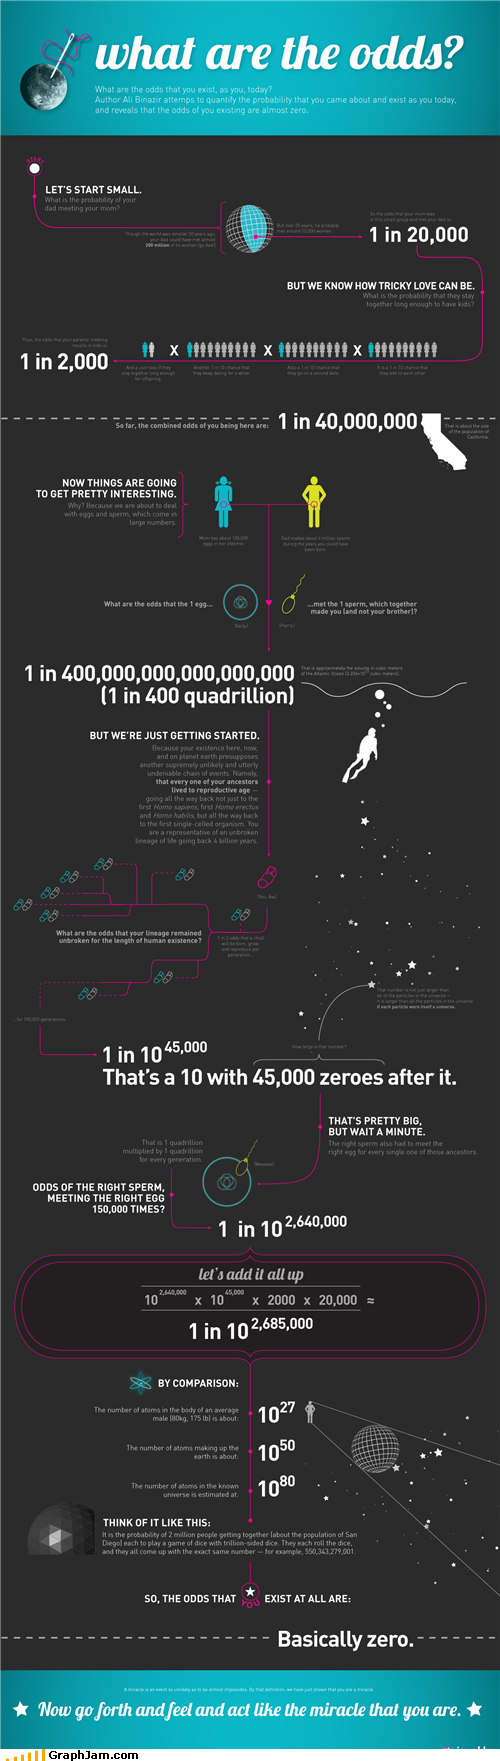 what are the odds?
What are the odds that you exist, as you, today?
Author Ali Binazir attemps to quantify the probability that you came about and exist as you today,
and reveals that the odds of you existing are almost zero.
START
LET'S START SMALL.
What is the probability of your
dad meeting your mom?
Though the world was smaller 20 years ago,
your dad could have met almost
200 million of women
But over 25 years, he probably
met around 10,000 women.
So the odds that your mom was
in this small group and met your dad is:
1 in 20,000
BUT WE KNOW HOW TRICKY LOVE CAN BE.
What is the probability that they stay
together long enough to have kids?
Thus, the odds that your parents' meeting
results in kids is:
1 in 2,000
x
x
x
And a coin toss if they
stay together long enough
for offspring.
Another 1 in 10 chance that
they keep dating for a while.
Also a 1 in 10 chance that
they go on a second date.
It is a 1 in 10 chance
they talk to each other.
So far, the combined odds of you being here are:
1 in 40,000,000
That is about the size
of the population of
California.
NOW THINGS ARE GOING
TO GET PRETTY INTERESTING.
Why? Because we are about to deal
with eggs and sperm, which come in
large numbers.
Mom has about 100,000
eggs in her lifetime.
Dad makes about 4 trillion sperm
during the years you could have
been born.
What are the odds that the 1 egg...
...met the 1 sperm, which together
made you (and not your brother)?
1 in 400,000,000,000,000,000
(1 in 400 quadrillion)
That is approximately the volume in cubic meters
of the Atlantic Ocean
BUT WE'RE JUST GETTING STARTED.
Because your existence here, now,
and on planet earth presupposes
another supremely unlikely and utterly
undeniable chain of events. Namely,
that every one of your ancestors
lived to reproductive age –
going all the way back not just to the
first Homo sapiens, first Homo erectus
and Homo habilis, but all the way back
to the first single-celled organism. You
are a representative of an unbroken
lineage of life going back 4 billion years.
What are the odds that your lineage remained
unbroken for the length of human existence?
odds that a child
will be born, grow,
and reproduce per
generation...
...for 150,000 generations.
That number is not just larger than
all of the particles in the universe –
it is larger than all the particles in the universe
if each particle were itself a universe.
How large is that number?
1 in 10^45,000
That's a 10 with 45,000 zeroes after it.
THAT'S PRETTY BIG,
BUT WAIT A MINUTE.
The right sperm also had to meet the
right egg for every single one of those ancestors.
That is 1 quadrillion
multiplied by 1 quadrillion
for every generation.
ODDS OF THE RIGHT SPERM,
MEETING THE RIGHT EGG
150,000 TIMES?
1 in 10^2,640,000
let's add it all up
10^2,640,000 x 10^45,000 x 2000 x 20,000 ≈
1 in 10^2,685,000
BY COMPARISON:
The number of atoms in the body of an average
male (80kg, 175 lb) is about:
10^27
The number of atoms making up the
earth is about:
10^50
The number of atoms in the known
universe is estimated at:
10^80
THINK OF IT LIKE THIS:
It is the probability of 2 million people getting together (about the population of San
Diego) each to play a game of dice with trillion-sided dice. They each roll the dice,
and they all come up with the exact same number — for example, 550,343,279,001.
SO, THE ODDS THAT YOU EXIST AT ALL ARE:
Basically zero.
A miracle is an event so unlikely as to be almost impossible. By that definition, we have just shown that you are a miracle.
Now go forth and feel and act like the miracle that you are.
GraphJam.com